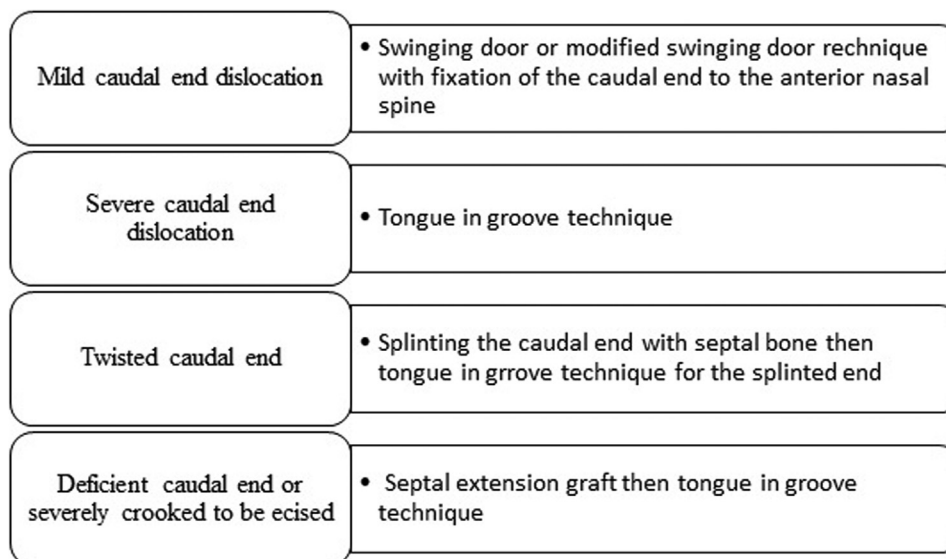 Mild caudal end dislocation
• Swinging door or modified swinging door rechnique
with fixation of the caudal end to the anterior nasal
spine
Severe caudal end
dislocation
• Tongue in groove technique
Twisted caudal end
• Splinting the caudal end with septal bone then
tongue in grrove technique for the splinted end
Deficient caudal end or
severely crooked to be ecised
• Septal extension graft then tongue in groove
technique